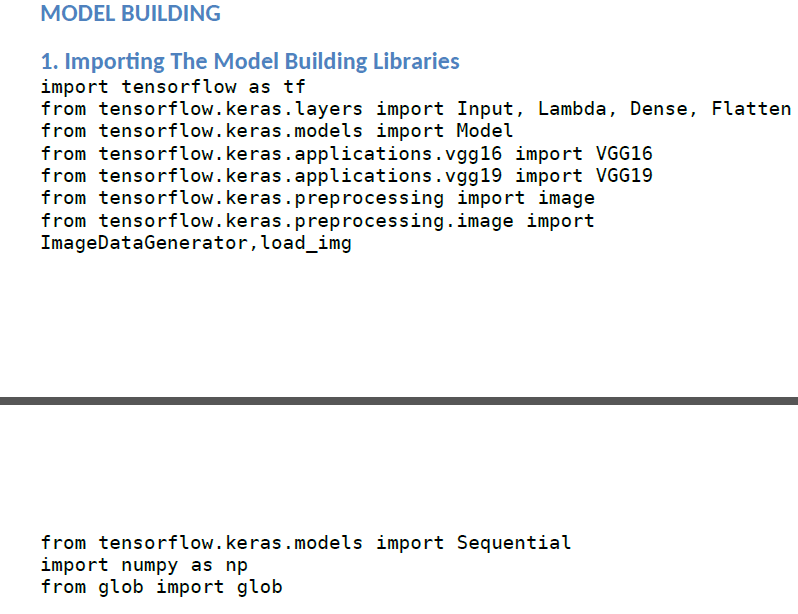 MODEL BUILDING
1. Importing The Model Building Libraries
import tensorflow as tf
from tensorflow.keras.layers import Input, Lambda, Dense, Flatten
from tensorflow.keras.models import Model
from tensorflow.keras.applications.vgg16 import VGG16
from tensorflow.keras.applications.vgg19 import VGG19
from tensorflow.keras.preprocessing import image
from tensorflow.keras.preprocessing.image import
ImageDataGenerator,load_img
from tensorflow.keras.models import Sequential
import numpy as np
from glob import glob